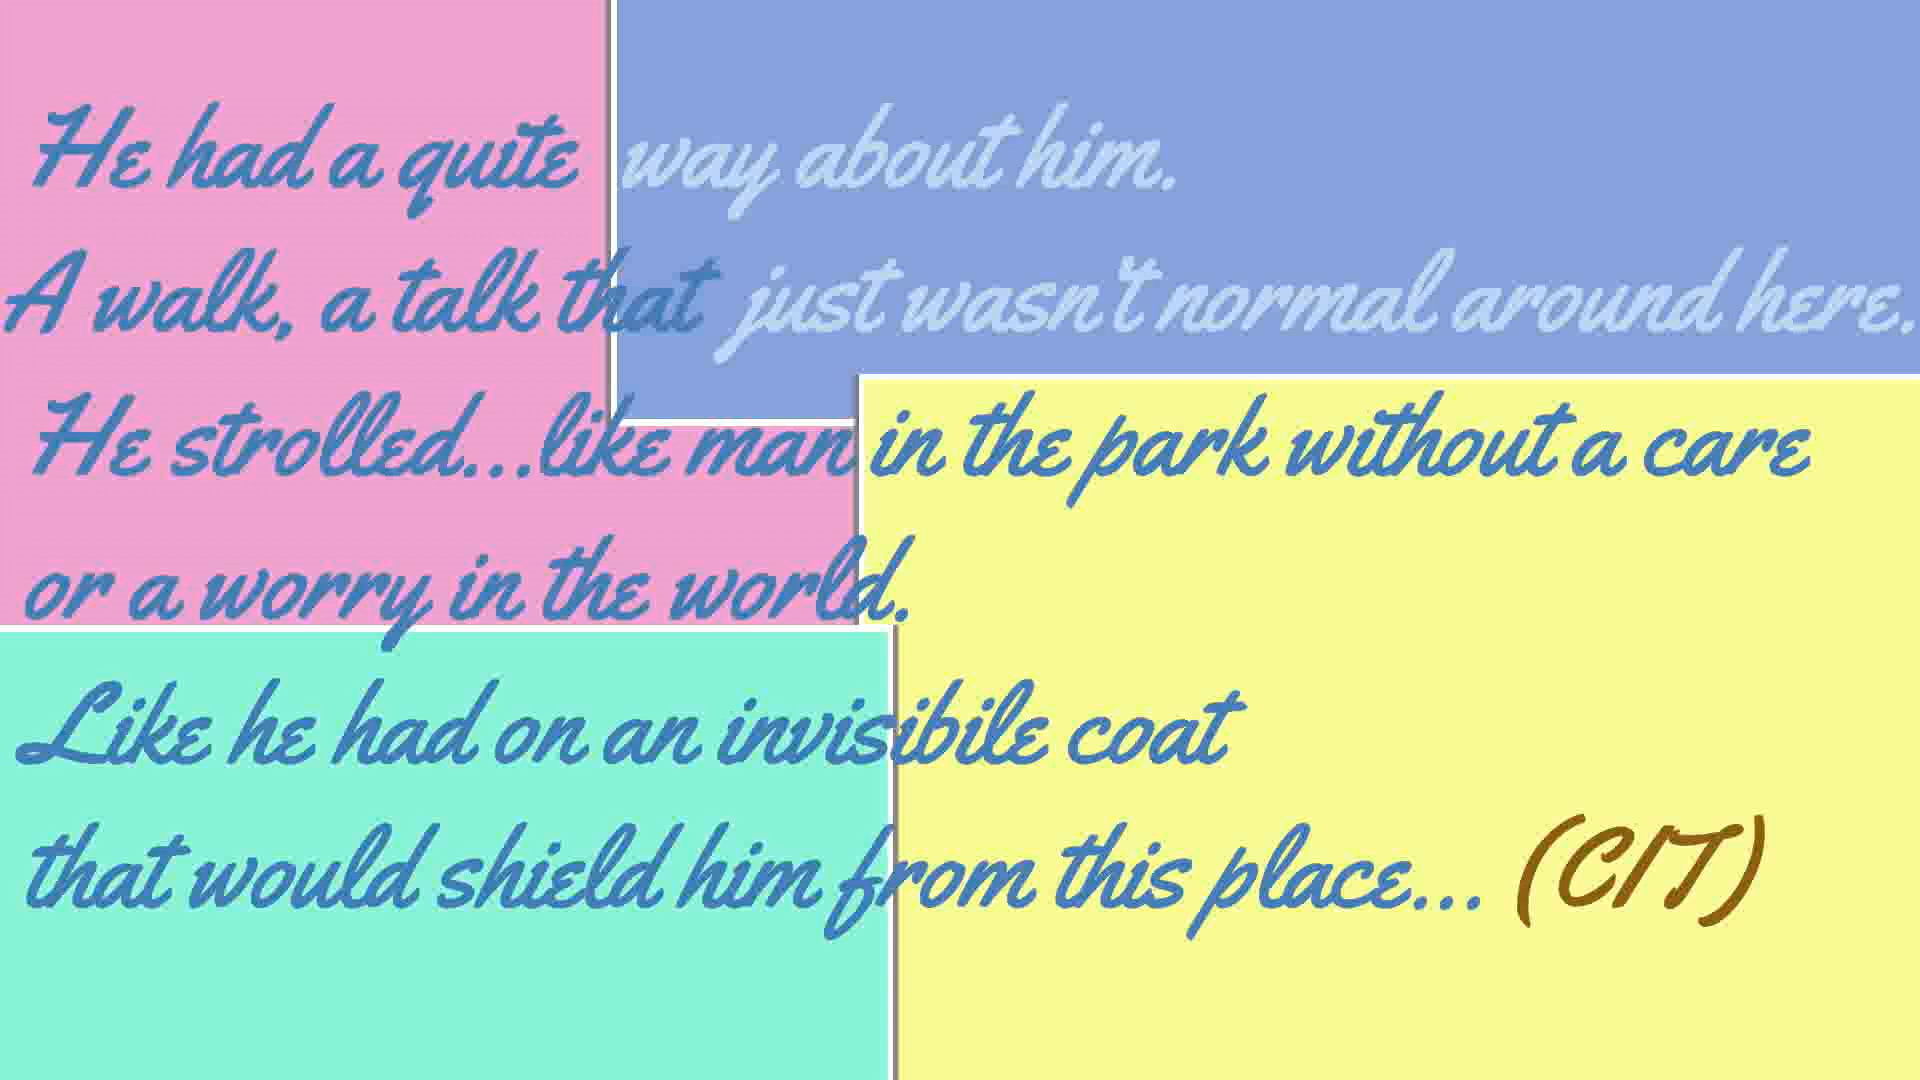 He had a quite way about him.
A walk, a talk that just wasn't normal around here.
He strolled...like man in the park without a care
or a worry in the world.
Like he had on an invisibile coat
that would shield him from this place... (CIT)